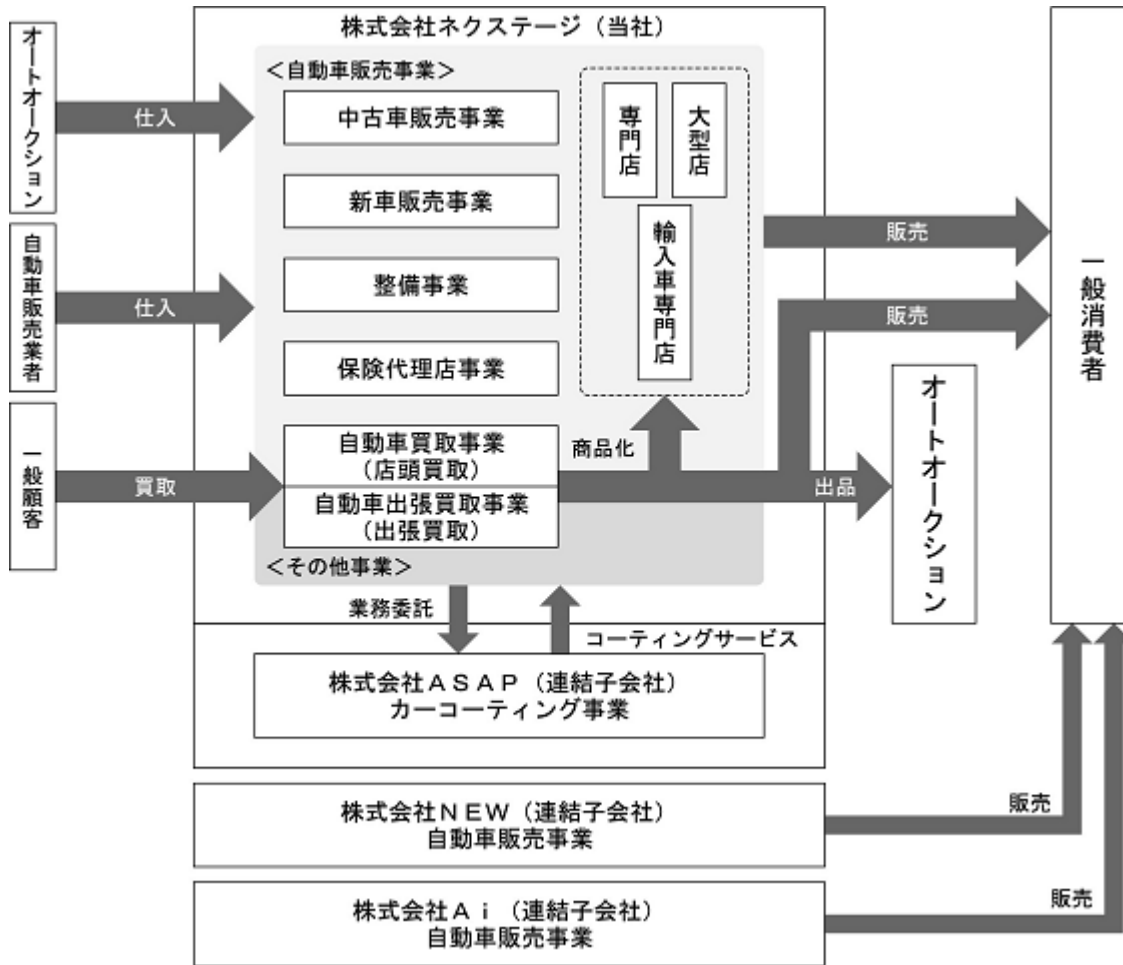 株式会社ネクステージ（当社）
オートオークション
仕入
自動車販売業者
仕入
一般顧客
買取
＜自動車販売事業＞
中古車販売事業
新車販売事業
整備事業
保険代理店事業
自動車買取事業
（店頭買取）
自動車出張買取事業
（出張買取）
＜その他事業＞
専門店
大型店
輸入車専門店
商品化
販売
販売
出品
オートオークション
一般消費者
業務委託
コーティングサービス
株式会社ＡＳＡＰ（連結子会社）
カーコーティング事業
株式会社ＮＥＷ（連結子会社）
自動車販売事業
販売
株式会社Ａｉ（連結子会社）
自動車販売事業
販売